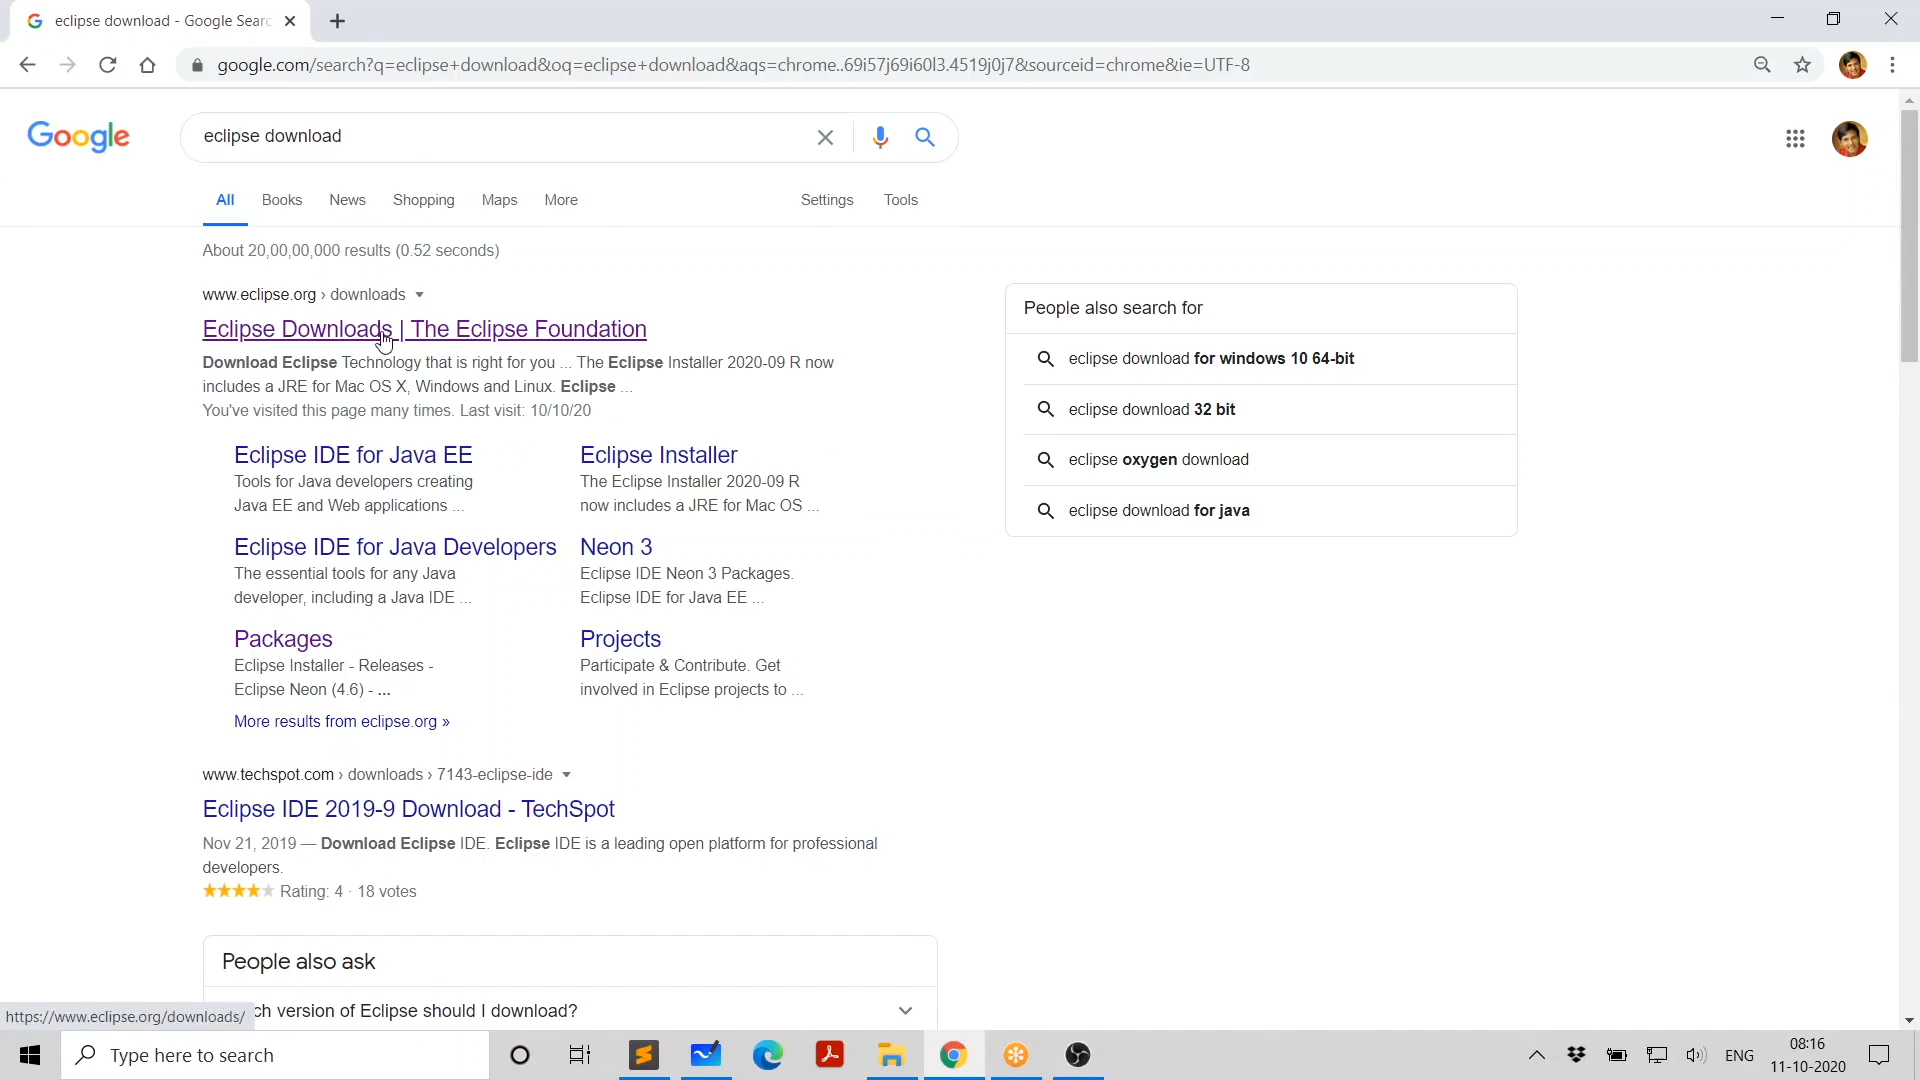 eclipse download - Google Searc
google.com/search?q=eclipse+download&oq=eclipse+download&aqs=chrome..69i57j69i60l3.4519j0j7&sourceid=chrome&ie=UTF-8
Google
eclipse download
All Books News Shopping Maps More Settings Tools
About 20,00,00,000 results (0.52 seconds)
www.eclipse.org › downloads
Eclipse Downloads | The Eclipse Foundation
Download Eclipse Technology that is right for you ... The Eclipse Installer 2020-09 R now
includes a JRE for Mac OS X, Windows and Linux. Eclipse ...
You've visited this page many times. Last visit: 10/10/20
Eclipse IDE for Java EE
Tools for Java developers creating
Java EE and Web applications ...
Eclipse Installer
The Eclipse Installer 2020-09 R
now includes a JRE for Mac OS ...
Eclipse IDE for Java Developers
The essential tools for any Java
developer, including a Java IDE ...
Neon 3
Eclipse IDE Neon 3 Packages.
Eclipse IDE for Java EE ...
Packages
Eclipse Installer - Releases -
Eclipse Neon (4.6) - ...
Projects
Participate & Contribute. Get
involved in Eclipse projects to ...
More results from eclipse.org »
www.techspot.com › downloads › 7143-eclipse-ide
Eclipse IDE 2019-9 Download - TechSpot
Nov 21, 2019 — Download Eclipse IDE. Eclipse IDE is a leading open platform for professional
developers.
Rating: 4 · 18 votes
People also ask
ch version of Eclipse should I download?
People also search for
eclipse download for windows 10 64-bit
eclipse download 32 bit
eclipse oxygen download
eclipse download for java
https://www.eclipse.org/downloads/
Type here to search
ENG
08:16
11-10-2020